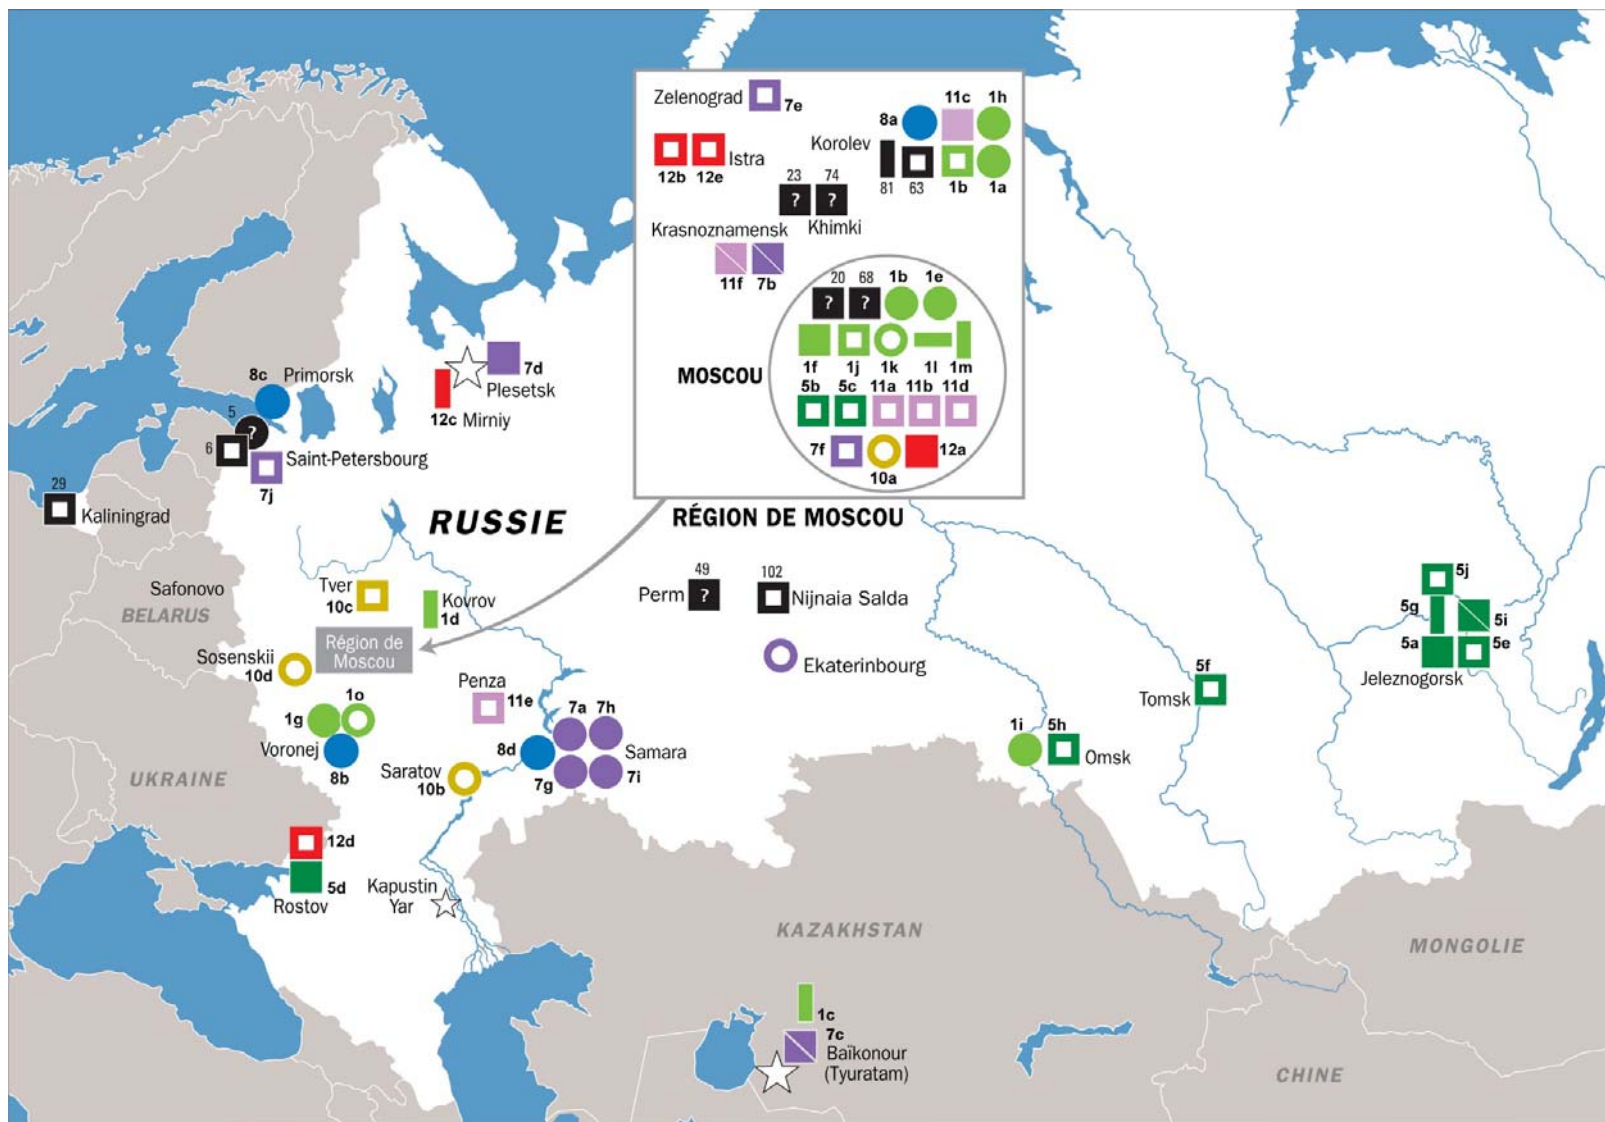 Zelenograd
7e
12b
12e
Istra
8a
11c
1h
Korolev
81
63
1b
1a
23
74
?
?
Khimki
Krasnoznamensk
11f
7b
20
68
1b
1e
?
?
MOSCOU
1f
1j
1k
1l
1m
5b
5c
11a
11b
11d
7f
10a
12a
RÉGION DE MOSCOU
8c
Primorsk
5
?
6
Saint-Petersbourg
7j
29
Kaliningrad
7d
Plesetsk
12c
Mirniy
RUSSIE
Safonovo
BELARUS
Tver
10c
Kovrov
1d
Région de
Moscou
Sosenskii
10d
49
Perm
?
102
Nijnaia Salda
Ekaterinbourg
Penza
11e
1g
1o
Voronej
8b
7a
7h
8d
Samara
7g
7i
Saratov
10b
UKRAINE
12d
5d
Rostov
Kapustin
Yar
1i
5h
Omsk
5f
Tomsk
5j
5g
5i
5a
5e
Jeleznogorsk
KAZAKHSTAN
MONGOLIE
1c
7c
Baïkonour
(Tyuratam)
CHINE